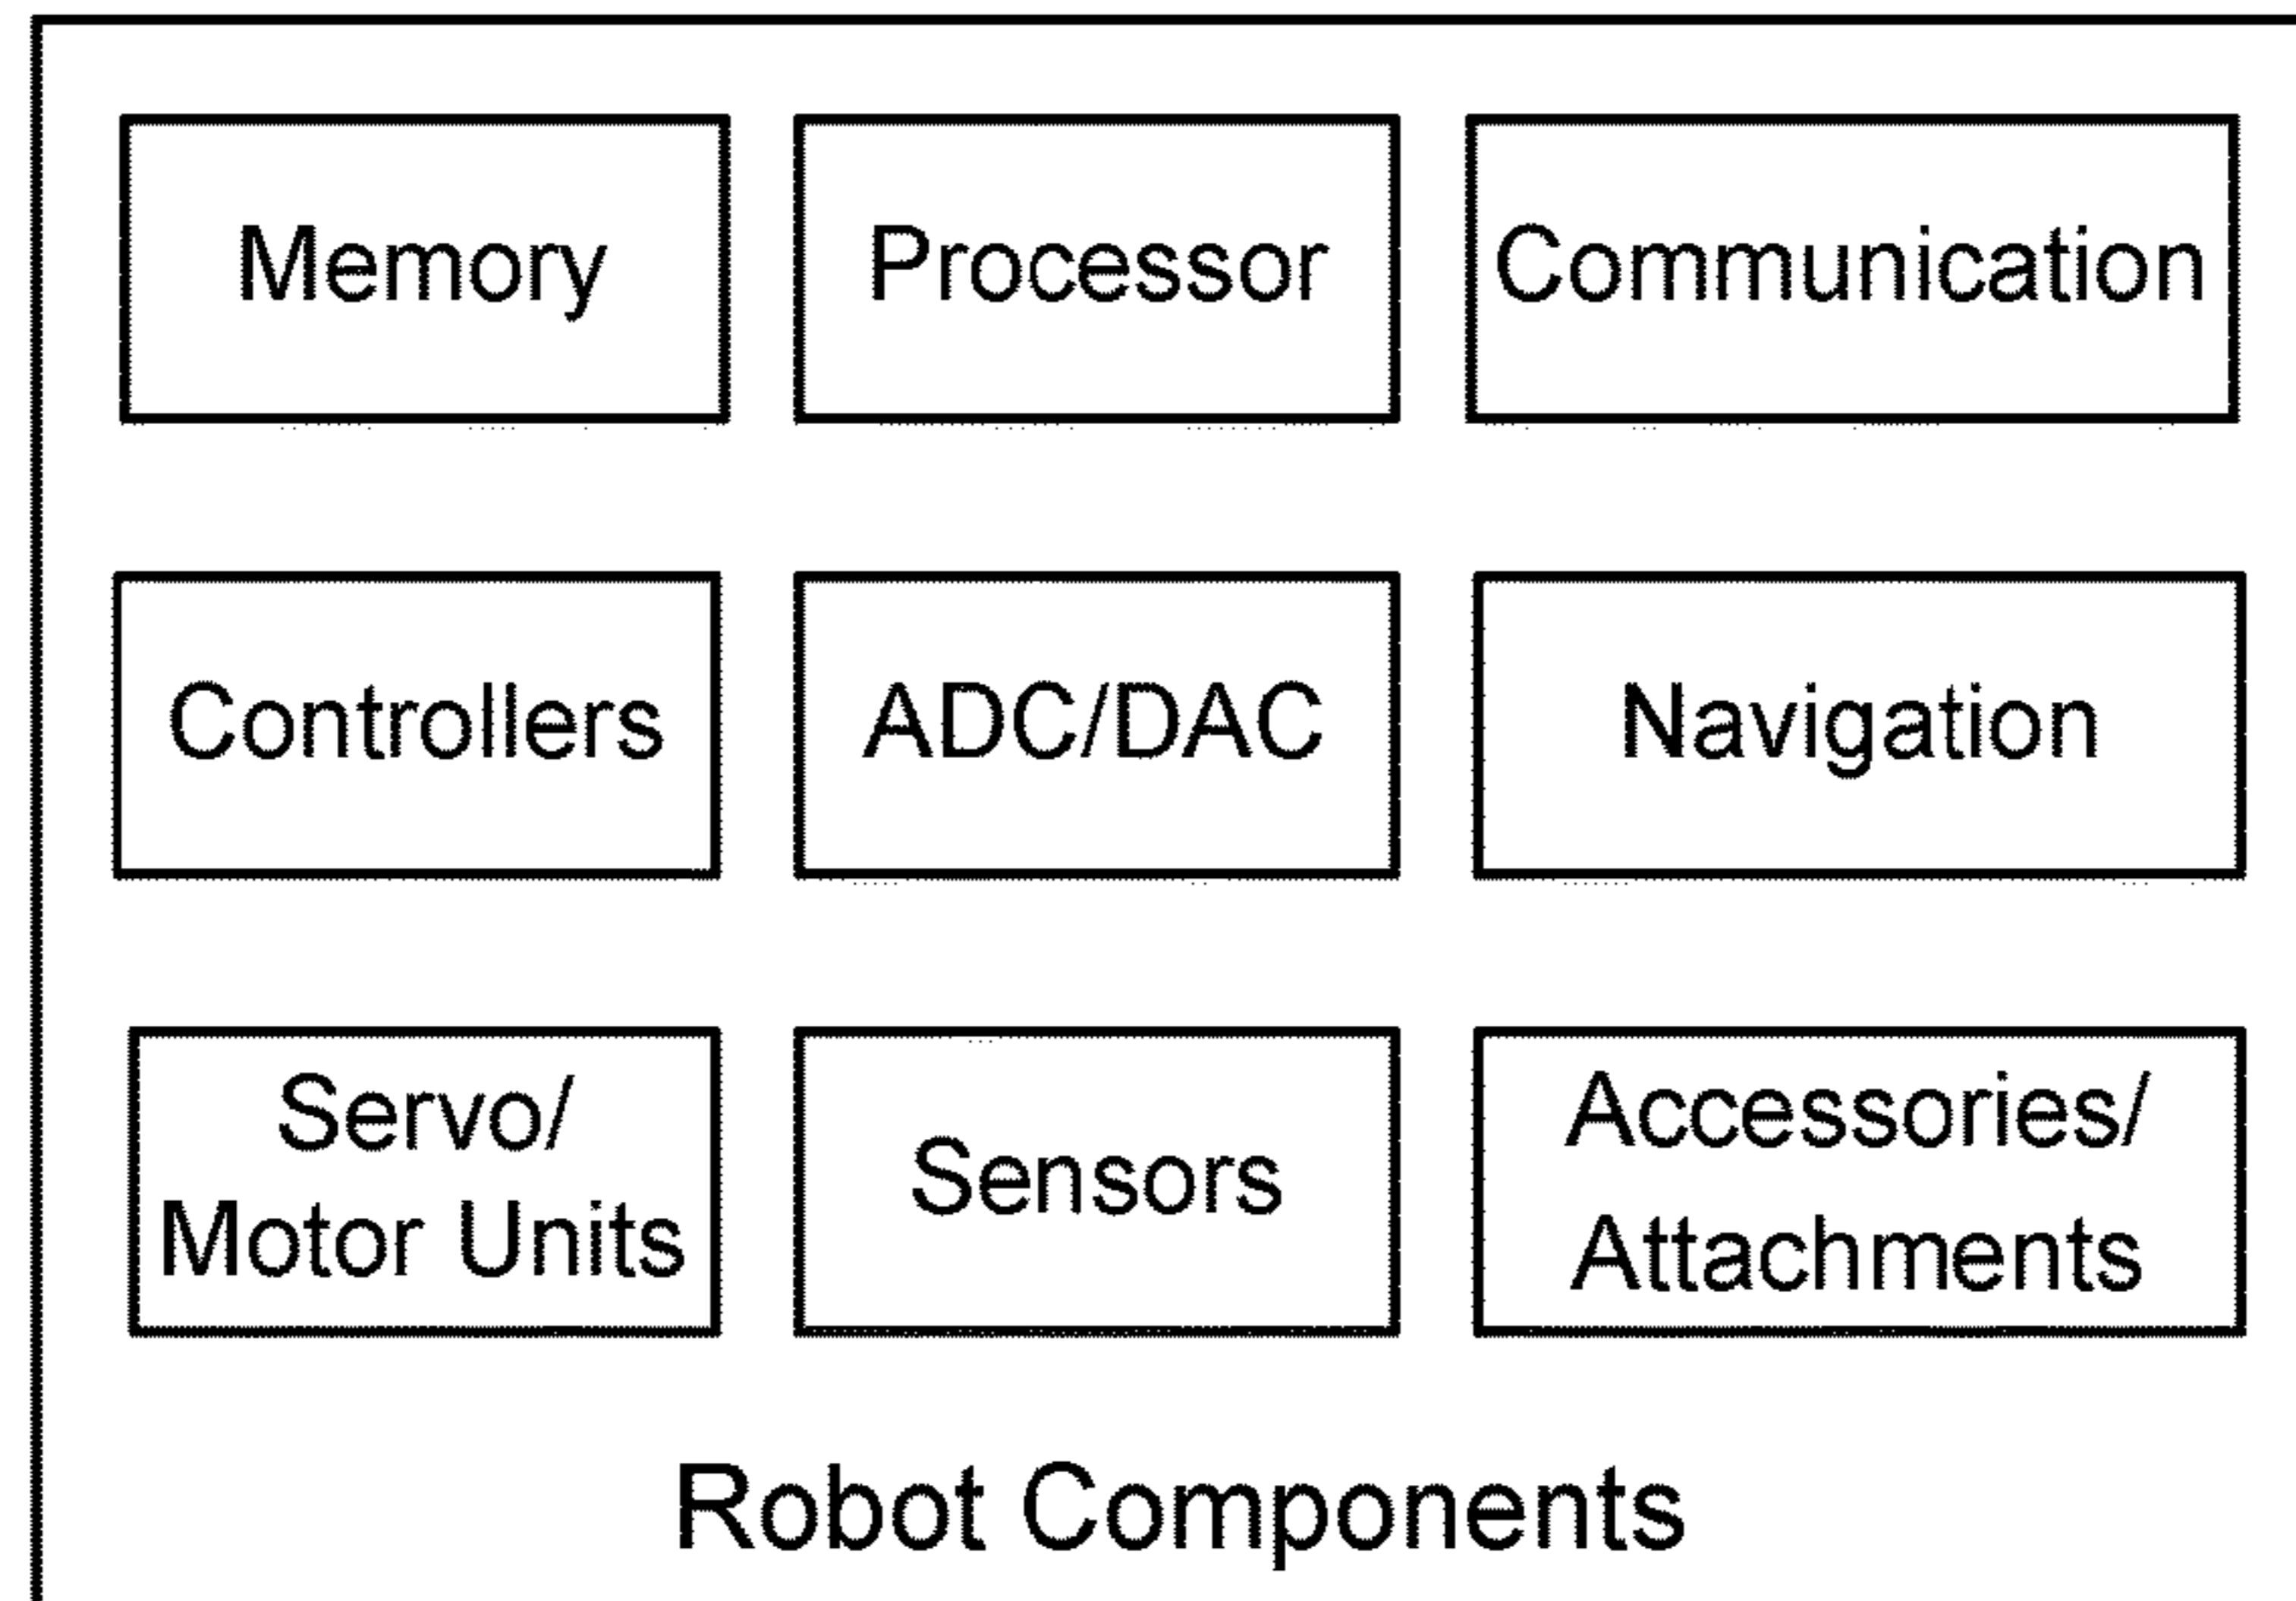 Memory
Processor
Communication
Controllers
ADC/DAC
Navigation
Servo/
Motor Units
Sensors
Accessories/
Attachments
Robot Components